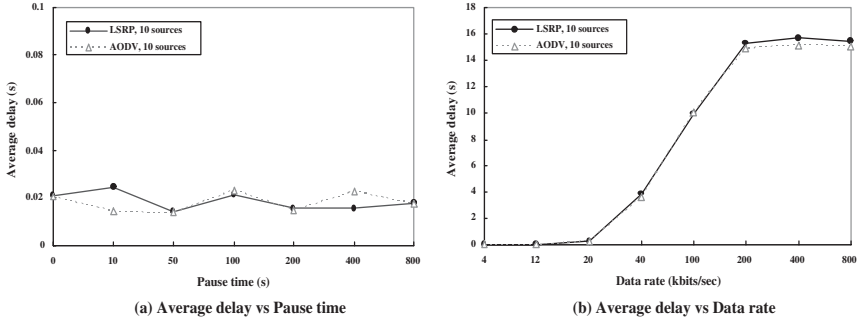 0.1
0.08
0.06
0.04
0.02
0
Average delay (s)
LSRP, 10 sources
AODV, 10 sources
0 10 50 100 200 400 800
Pause time (s)
(a) Average delay vs Pause time
18
16
14
12
10
8
6
4
2
0
Average delay (s)
LSRP, 10 sources
AODV, 10 sources
4 12 20 40 100 200 400 800
Data rate (kbits/sec)
(b) Average delay vs Data rate